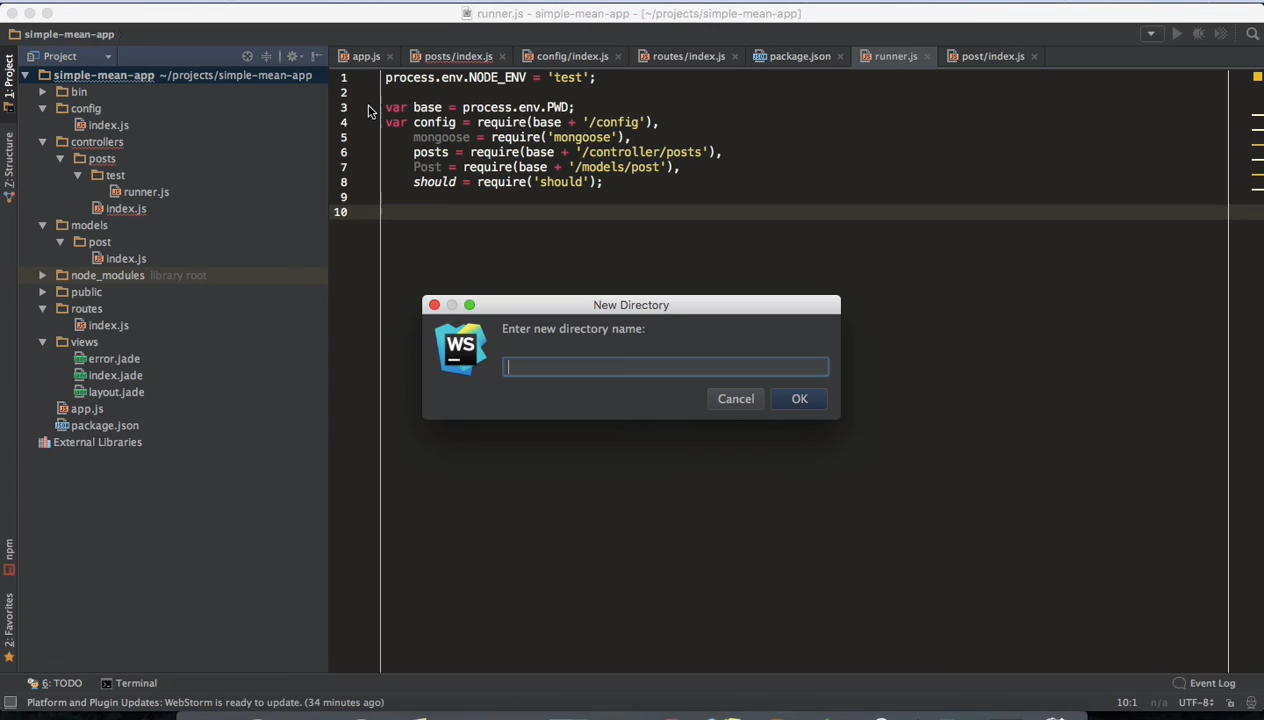 runner.js - simple-mean-app - [~/projects/simple-mean-app]
simple-mean-app
Project
app.js posts/index.js config/index.js routes/index.js package.json runner.js post/index.js
1: Project
Z: Structure
npm
2: Favorites
simple-mean-app ~/projects/simple-mean-app
bin
config
index.js
controllers
posts
test
runner.js
index.js
models
post
index.js
node_modules library root
public
routes
index.js
views
error.jade
index.jade
layout.jade
app.js
package.json
External Libraries
1 process.env.NODE_ENV = 'test';
2
3 var base = process.env.PWD;
4 var config = require(base + '/config'),
5 mongoose = require('mongoose'),
6 posts = require(base + '/controller/posts'),
7 Post = require(base + '/models/post'),
8 should = require('should');
9
10
New Directory
WS
Enter new directory name:
Cancel OK
6: TODO Terminal Event Log
Platform and Plugin Updates: WebStorm is ready to update. (34 minutes ago) 10:1 n/a UTF-8